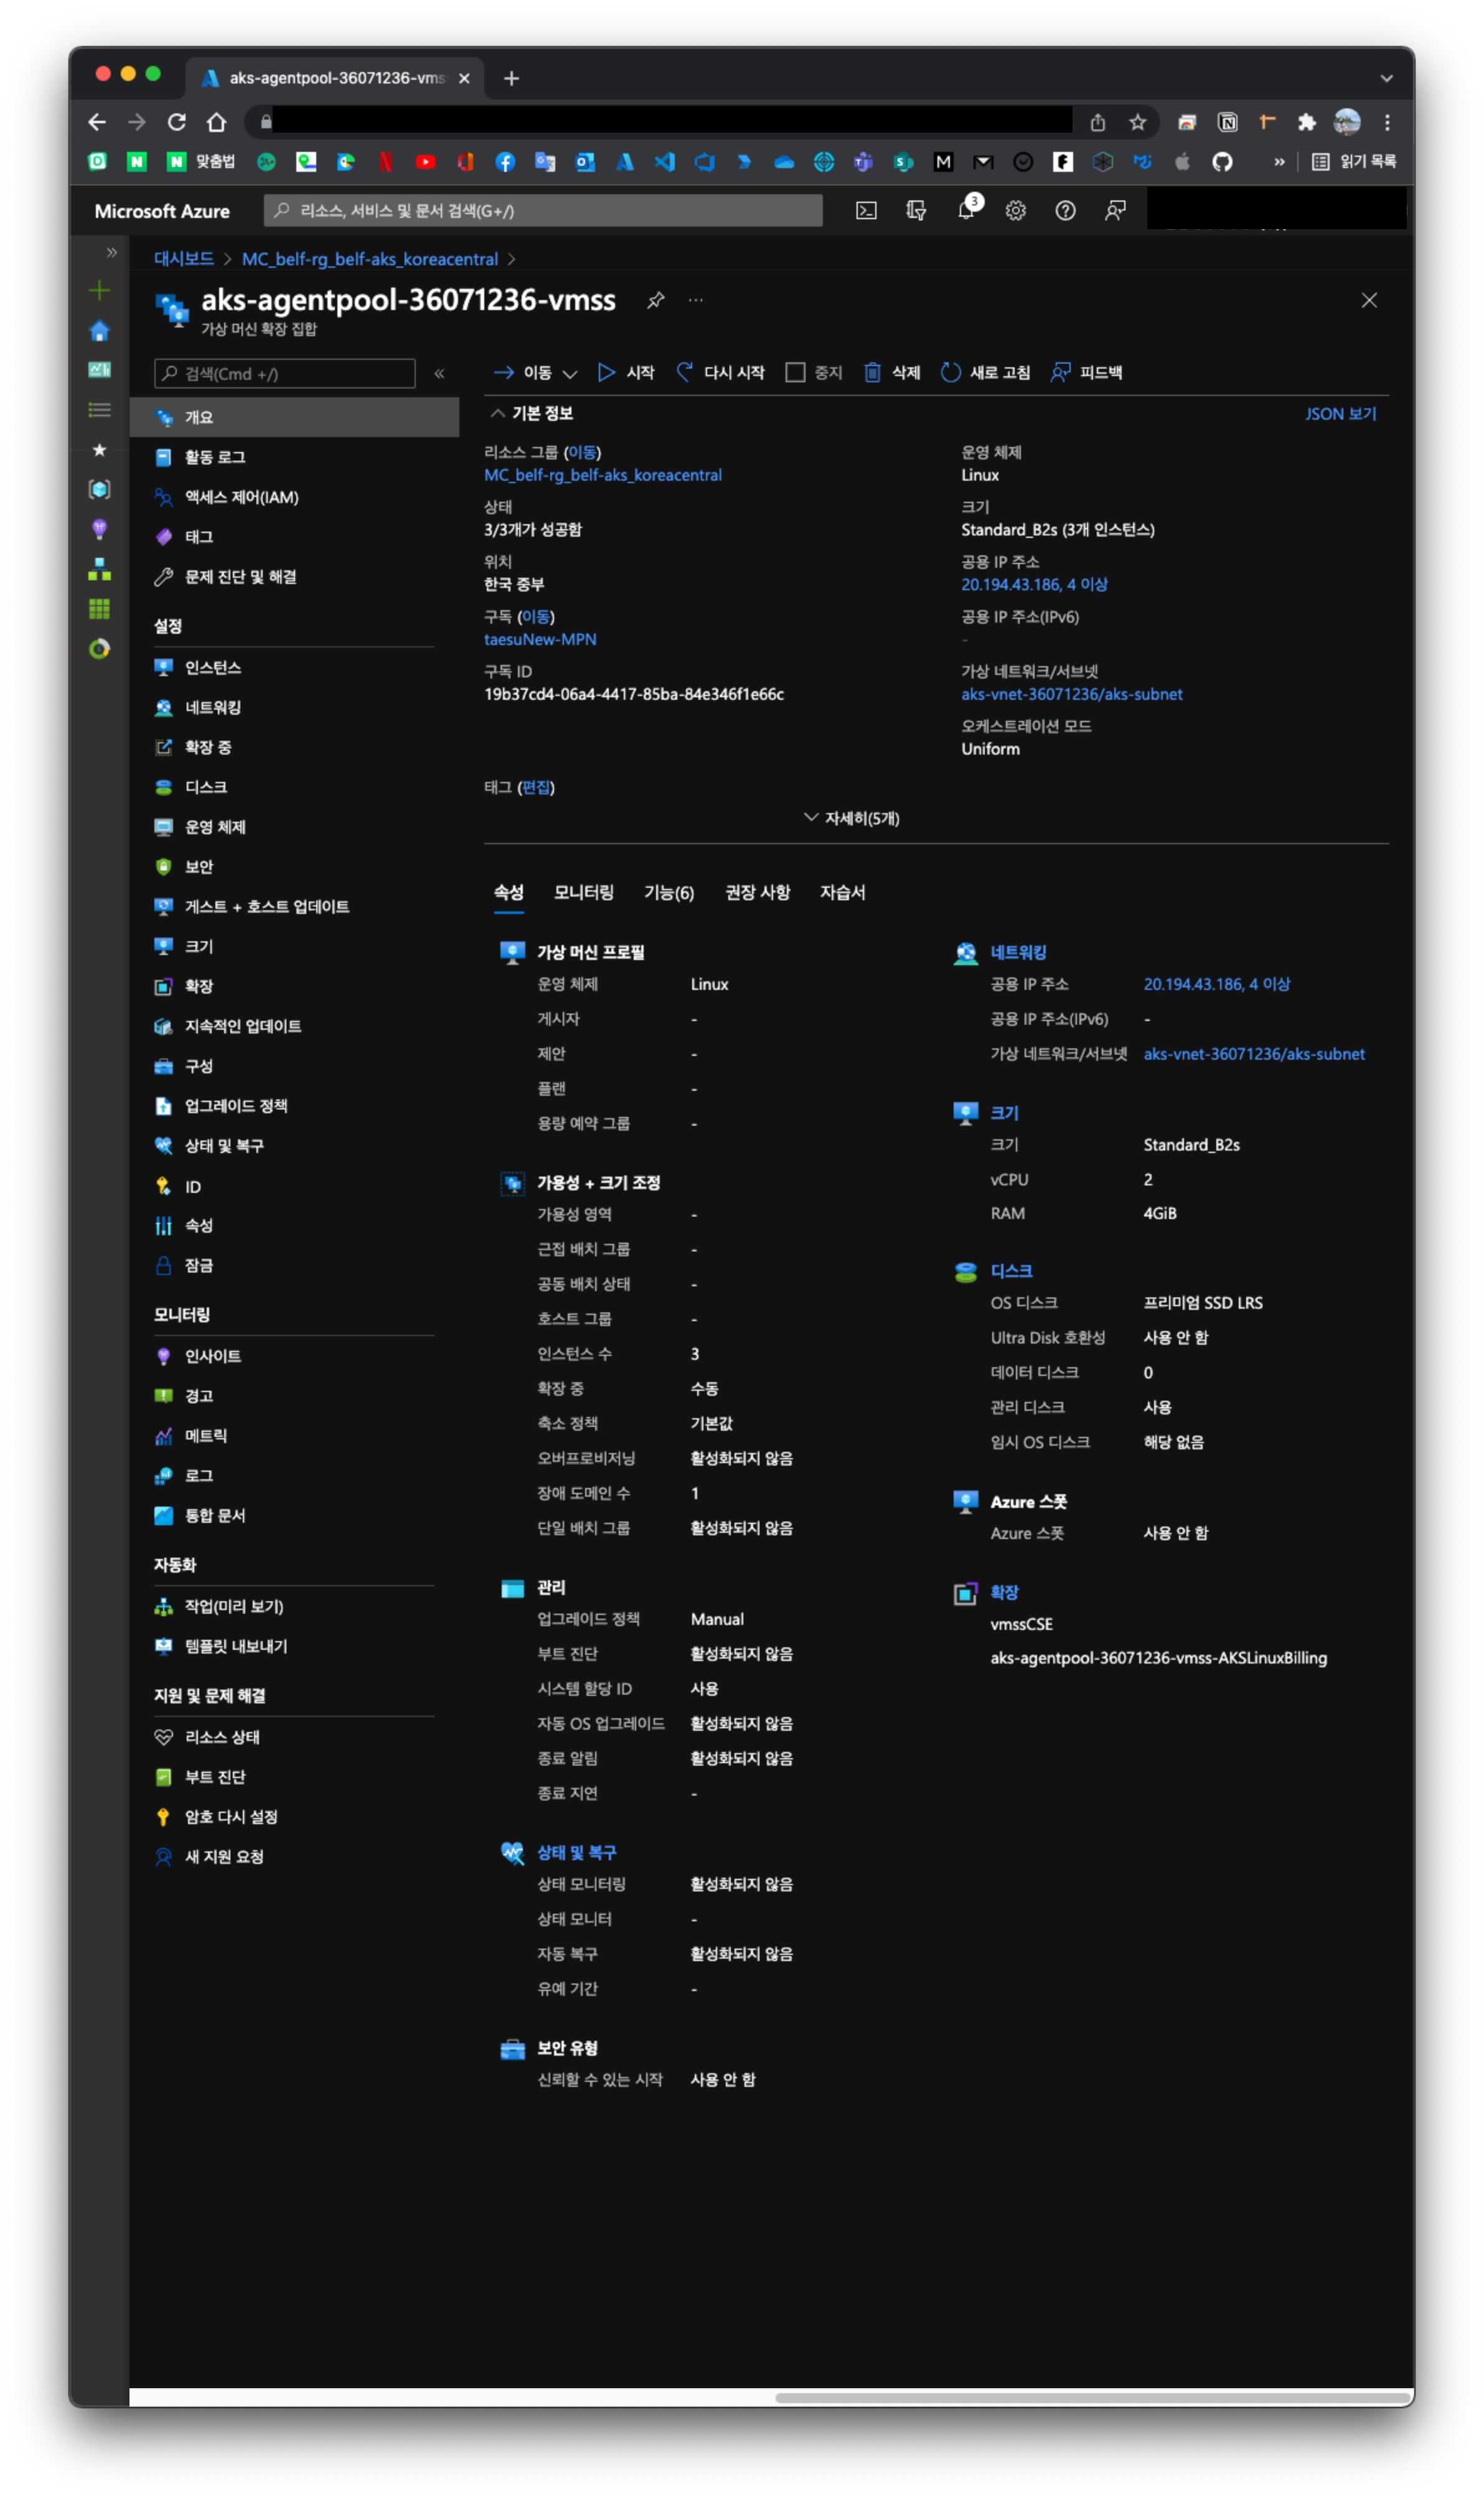 aks-agentpool-36071236-vms
맞춤법
읽기 목록
Microsoft Azure
리소스, 서비스 및 문서 검색(G+/)
3
대시보드 > MC_belf-rg_belf-aks_koreacentral >
aks-agentpool-36071236-vmss
가상 머신 확장 집합
검색(Cmd +/)
개요
활동 로그
액세스 제어(IAM)
태그
문제 진단 및 해결
설정
인스턴스
네트워킹
확장 중
디스크
운영 체제
보안
게스트 + 호스트 업데이트
크기
확장
지속적인 업데이트
구성
업그레이드 정책
상태 및 복구
ID
속성
잠금
모니터링
인사이트
경고
메트릭
로그
통합 문서
자동화
작업(미리 보기)
템플릿 내보내기
지원 및 문제 해결
리소스 상태
부트 진단
암호 다시 설정
새 지원 요청
이동 시작 다시 시작 중지 삭제 새로 고침 피드백
기본 정보
JSON 보기
리소스 그룹 (이동)
MC_belf-rg_belf-aks_koreacentral
상태
3/3개가 성공함
위치
한국 중부
구독 (이동)
taesuNew-MPN
구독 ID
19b37cd4-06a4-4417-85ba-84e346f1e66c
운영 체제
Linux
크기
Standard_B2s (3개 인스턴스)
공용 IP 주소
20.194.43.186, 4 이상
공용 IP 주소(IPv6)
-
가상 네트워크/서브넷
aks-vnet-36071236/aks-subnet
오케스트레이션 모드
Uniform
태그 (편집)
자세히(5개)
속성 모니터링 기능(6) 권장 사항 자습서
가상 머신 프로필
운영 체제 Linux
게시자 -
제안 -
플랜 -
용량 예약 그룹 -
가용성 + 크기 조정
가용성 영역 -
근접 배치 그룹 -
공동 배치 상태 -
호스트 그룹 -
인스턴스 수 3
확장 중 수동
축소 정책 기본값
오버프로비저닝 활성화되지 않음
장애 도메인 수 1
단일 배치 그룹 활성화되지 않음
관리
업그레이드 정책 Manual
부트 진단 활성화되지 않음
시스템 할당 ID 사용
자동 OS 업그레이드 활성화되지 않음
종료 알림 활성화되지 않음
종료 지연 -
상태 및 복구
상태 모니터링 활성화되지 않음
상태 모니터 -
자동 복구 활성화되지 않음
유예 기간 -
보안 유형
신뢰할 수 있는 시작 사용 안 함
네트워킹
공용 IP 주소 20.194.43.186, 4 이상
공용 IP 주소(IPv6) -
가상 네트워크/서브넷 aks-vnet-36071236/aks-subnet
크기
크기 Standard_B2s
vCPU 2
RAM 4GiB
디스크
OS 디스크 프리미엄 SSD LRS
Ultra Disk 호환성 사용 안 함
데이터 디스크 0
관리 디스크 사용
임시 OS 디스크 해당 없음
Azure 스폿
Azure 스폿 사용 안 함
확장
vmssCSE
aks-agentpool-36071236-vmss-AKSLinuxBilling